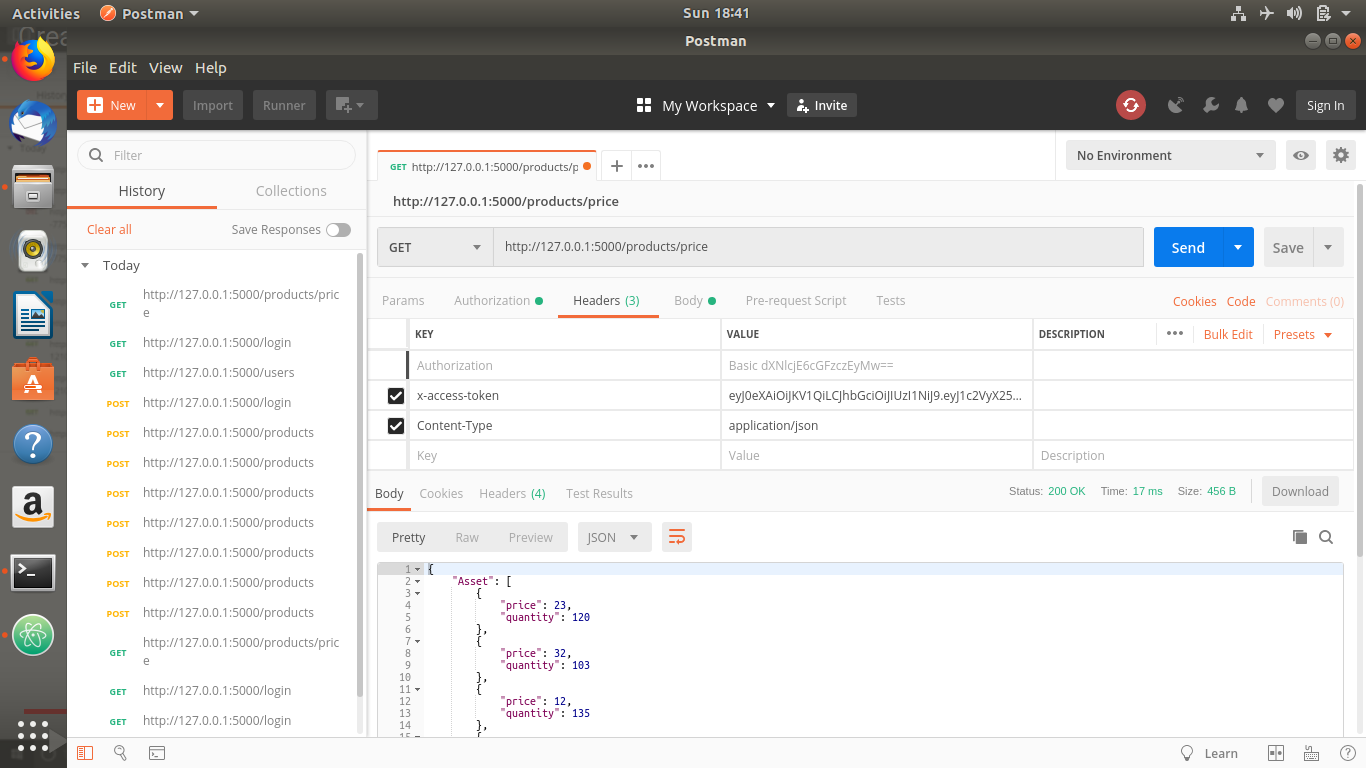 Activities Postman Sun 18:41
Postman
File Edit View Help
New Import Runner My Workspace Invite Sign In
Filter
History Collections
Clear all Save Responses
Today
GET http://127.0.0.1:5000/products/pric
e
GET http://127.0.0.1:5000/login
GET http://127.0.0.1:5000/users
POST http://127.0.0.1:5000/login
POST http://127.0.0.1:5000/products
POST http://127.0.0.1:5000/products
POST http://127.0.0.1:5000/products
POST http://127.0.0.1:5000/products
POST http://127.0.0.1:5000/products
POST http://127.0.0.1:5000/products
POST http://127.0.0.1:5000/products
GET http://127.0.0.1:5000/products/pric
e
GET http://127.0.0.1:5000/login
GET http://127.0.0.1:5000/login
GET http://127.0.0.1:5000/products/p + ••• No Environment
http://127.0.0.1:5000/products/price
GET http://127.0.0.1:5000/products/price Send Save
Params Authorization Headers (3) Body Pre-request Script Tests Cookies Code Comments (0)
KEY VALUE DESCRIPTION ••• Bulk Edit Presets
Authorization Basic dXNlcjE6cGFzczEyMw==
x-access-token eyJ0eXAiOiJKV1QiLCJhbGciOiJIUzI1NiJ9.eyJ1c2VyX25...
Content-Type application/json
Key Value Description
Body Cookies Headers (4) Test Results Status: 200 OK Time: 17 ms Size: 456 B Download
Pretty Raw Preview JSON
1 {
2 "Asset": [
3 {
4 "price": 23,
5 "quantity": 120
6 },
7 {
8 "price": 32,
9 "quantity": 103
10 },
11 {
12 "price": 12,
13 "quantity": 135
14 },
15 {
Learn